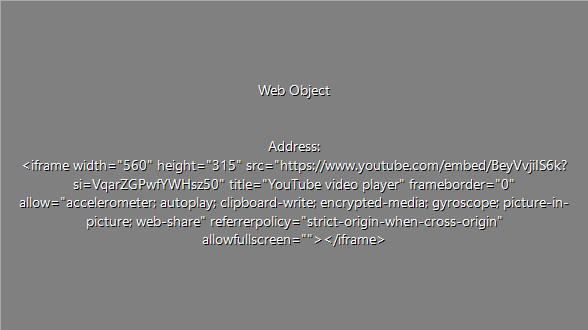 Web Object
Address:
<iframe width="560" height="315" src="https://www.youtube.com/embed/BeyVvjiIS6k?
si=VqarZGPwfYWHsz50" title="YouTube video player" frameborder="0"
allow="accelerometer; autoplay; clipboard-write; encrypted-media; gyroscope; picture-in-
picture; web-share" referrerpolicy="strict-origin-when-cross-origin"
allowfullscreen=""></iframe>